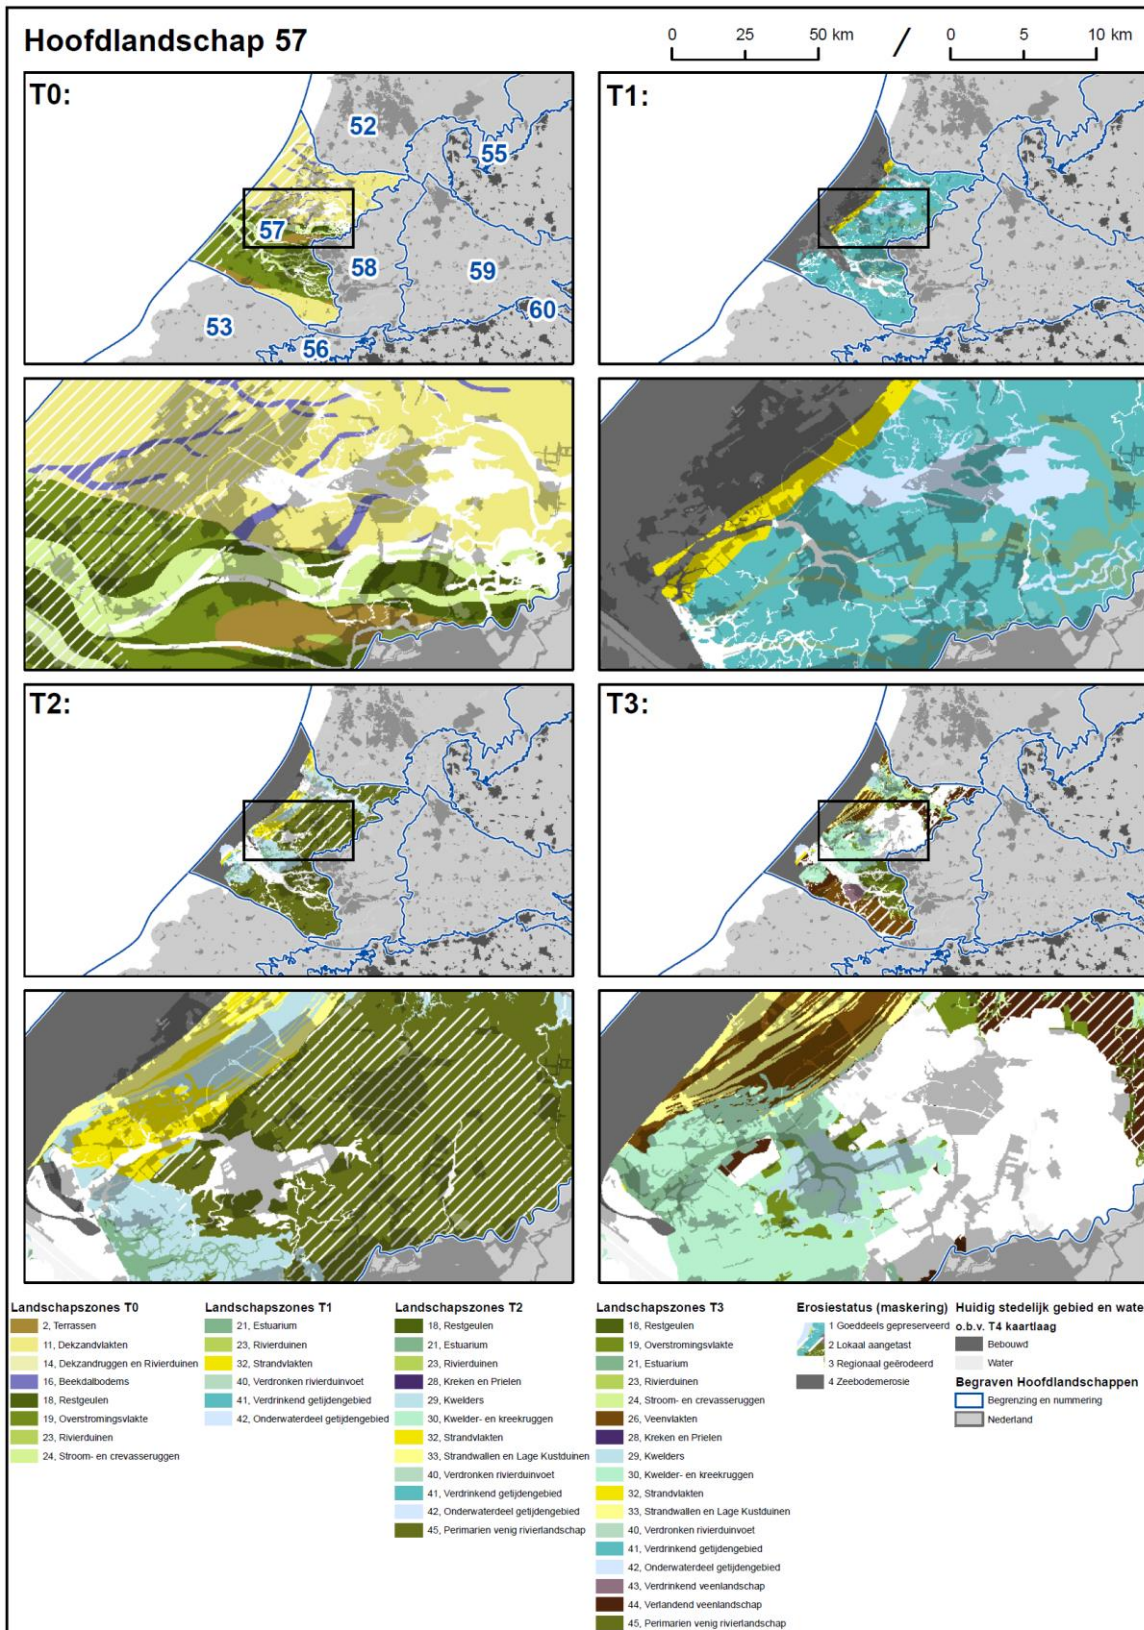 Hoofdlandschap 57
0 25 50 km / 0 5 10 km
T0:
52
55
57
58
59
53
56
60
T1:
T2:
T3:
Landschapszones T0
2, Terrassen
11, Dekzandvlakten
14, Dekzandruggen en Rivierduinen
16, Beekdalbodems
18, Restgeulen
19, Overstromingsvlakte
23, Rivierduinen
24, Stroom- en crevasseruggen
Landschapszones T1
21, Estuarium
23, Rivierduinen
32, Strandvlakten
40, Verdronken rivierduinvoet
41, Verdrinkend getijdengebied
42, Onderwaterdeel getijdengebied
Landschapszones T2
18, Restgeulen
21, Estuarium
23, Rivierduinen
28, Kreken en Prielen
29, Kwelders
30, Kwelder- en kreekruggen
32, Strandvlakten
33, Strandwallen en Lage Kustduinen
40, Verdronken rivierduinvoet
41, Verdrinkend getijdengebied
42, Onderwaterdeel getijdengebied
45, Perimarien venig rivierlandschap
Landschapszones T3
18, Restgeulen
19, Overstromingsvlakte
21, Estuarium
23, Rivierduinen
24, Stroom- en crevasseruggen
26, Veenvlakten
28, Kreken en Prielen
29, Kwelders
30, Kwelder- en kreekruggen
32, Strandvlakten
33, Strandwallen en Lage Kustduinen
40, Verdronken rivierduinvoet
41, Verdrinkend getijdengebied
42, Onderwaterdeel getijdengebied
43, Verdrinkend veenlandschap
44, Verlandend veenlandschap
45, Perimarien venig rivierlandschap
Erosiestatus (maskering)
1 Goeddeels gepreserveerd
2 Lokaal aangetast
3 Regionaal geërodeerd
4 Zeebodemerosie
Huidig stedelijk gebied en wate
o.b.v. T4 kaartlaag
Bebouwd
Water
Begraven Hoofdlandschappen
Begrenzing en nummering
Nederland